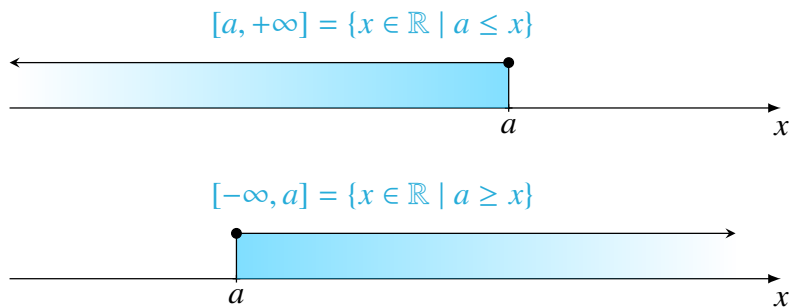 [a, +∞] = {x ∈ ℝ | a ≤ x}
a
x
[−∞, a] = {x ∈ ℝ | a ≥ x}
a
x